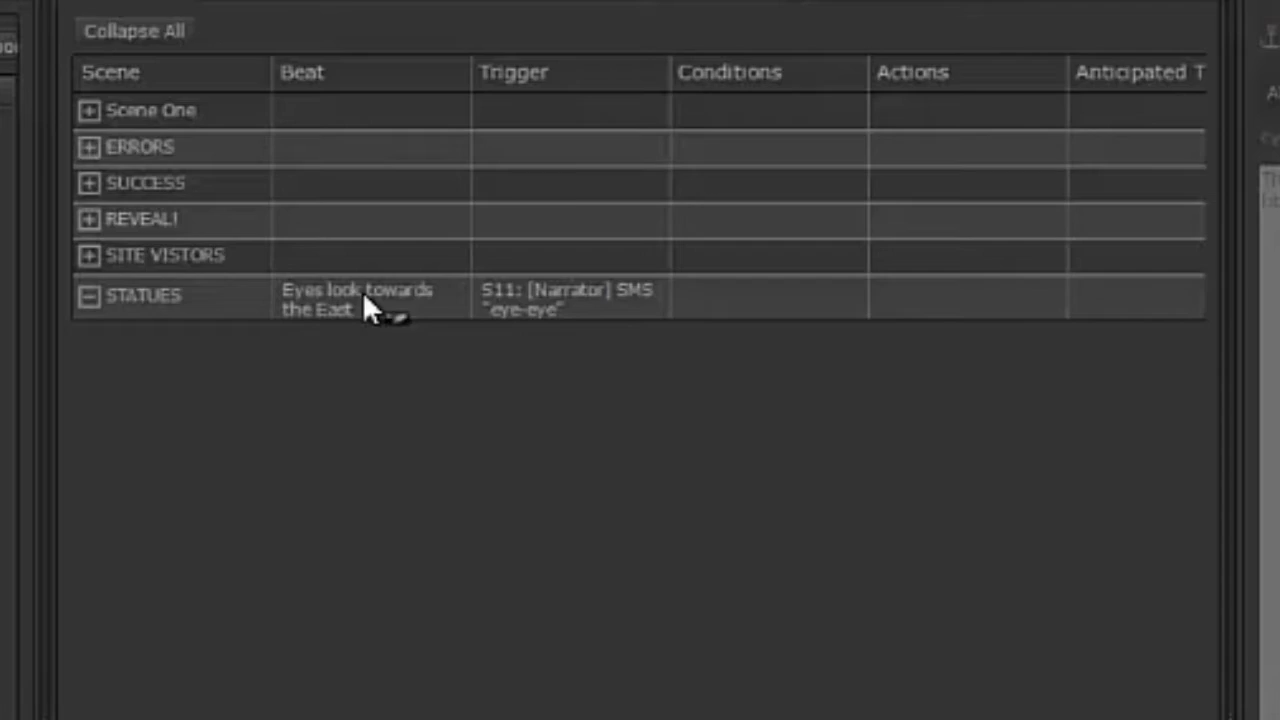 Collapse All
Scene Beat Trigger Conditions Actions Anticipated T
Scene One
ERRORS
SUCCESS
REVEAL!
SITE VISTORS
STATUES Eyes look towards S11: [Narrator] SMS
the East "eye-eye"